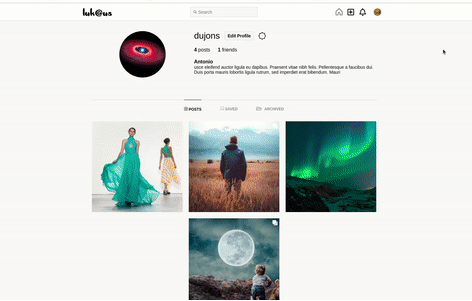 luk@us
Search
dujons
Edit Profile
4 posts
1 friends
Antonio
usce eleifend auctor ligula eu dapibus. Praesent vitae nibh felis. Pellentesque a faucibus dui.
Duis porta mauris lobortis ligula rutrum, sed imperdiet erat bibendum. Mauri
POSTS
SAVED
ARCHIVED